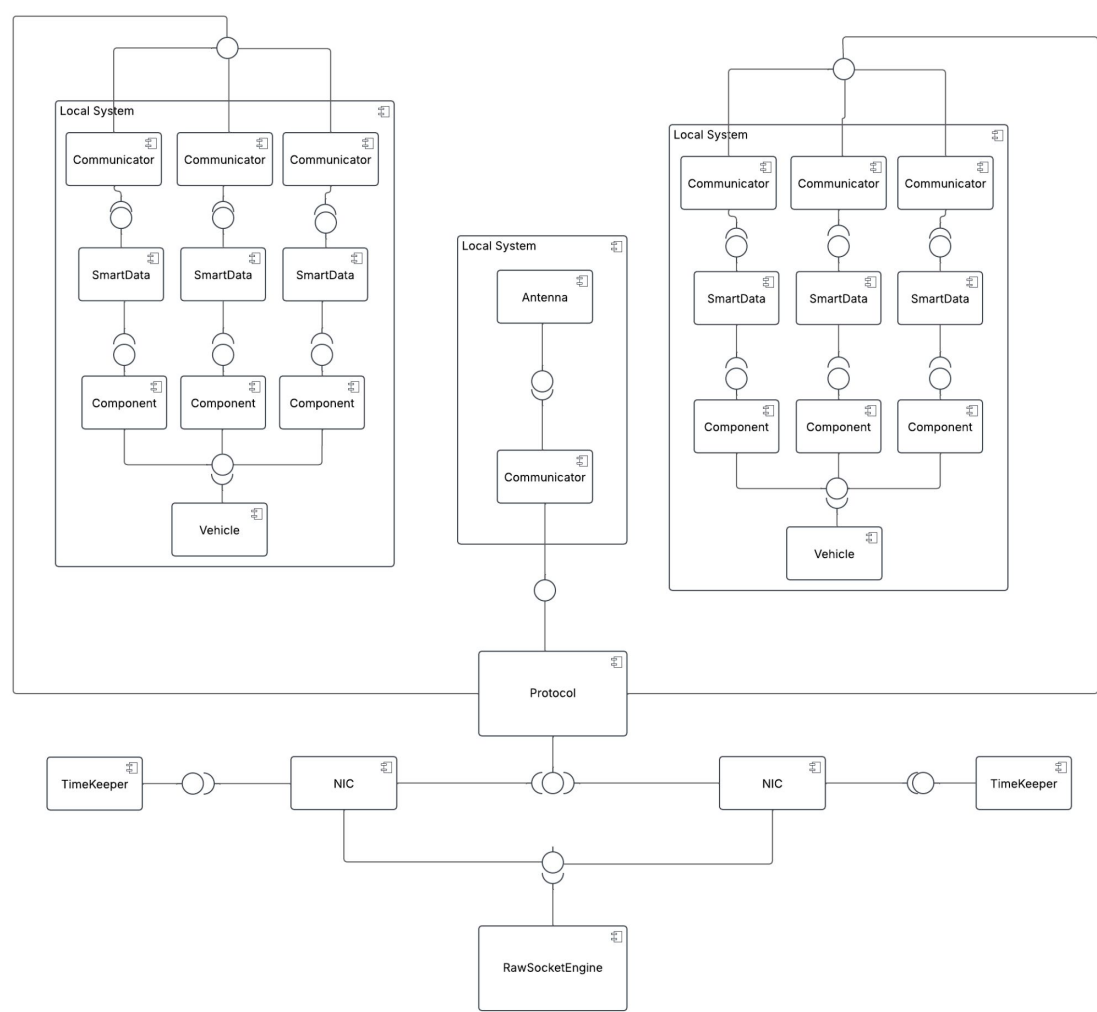 Local System
Communicator
Communicator
Communicator
SmartData
SmartData
SmartData
Component
Component
Component
Vehicle
Local System
Antenna
Communicator
Local System
Communicator
Communicator
Communicator
SmartData
SmartData
SmartData
Component
Component
Component
Vehicle
Protocol
TimeKeeper
NIC
NIC
TimeKeeper
RawSocketEngine